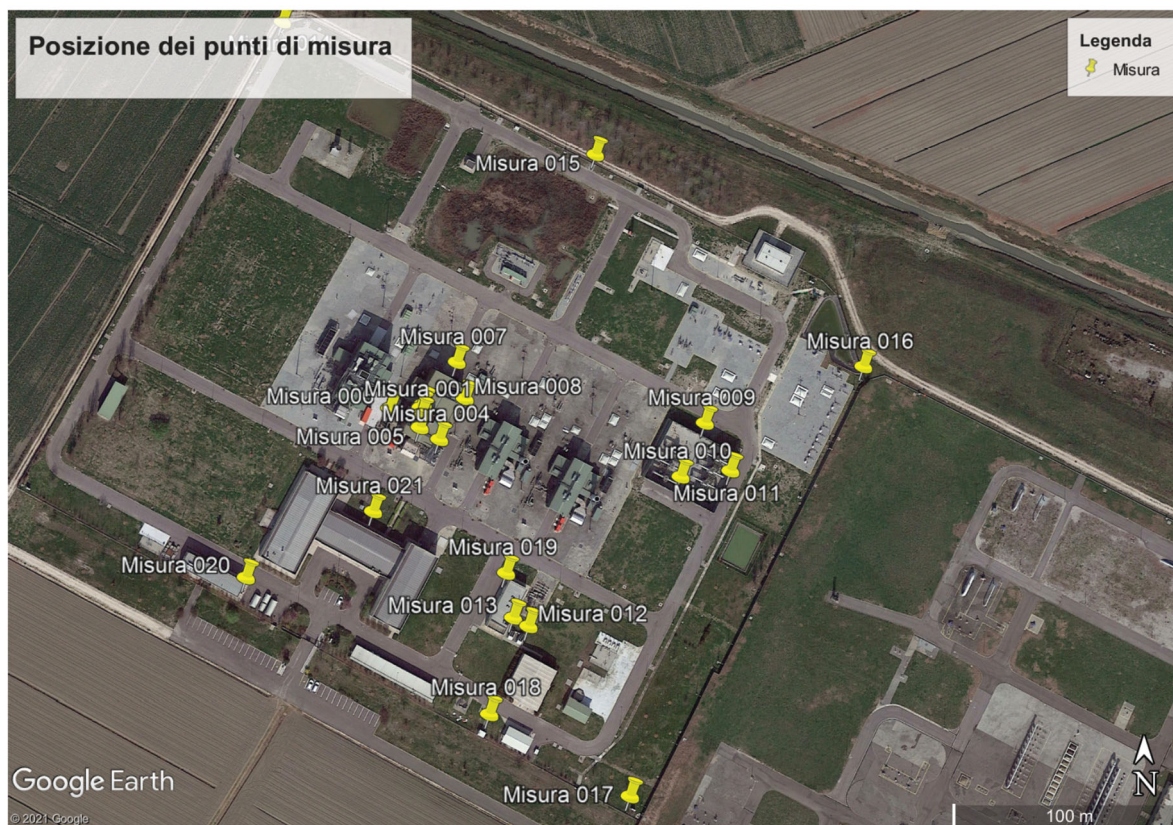 Posizione dei punti di misura
Legenda
Misura
Misura 015
Misura 016
Misura 007
Misura 001
Misura 008
Misura 004
Misura 005
Misura 009
Misura 010
Misura 011
Misura 021
Misura 019
Misura 020
Misura 013
Misura 012
Misura 018
Misura 017
Google Earth
© 2021 Google
100 m
N